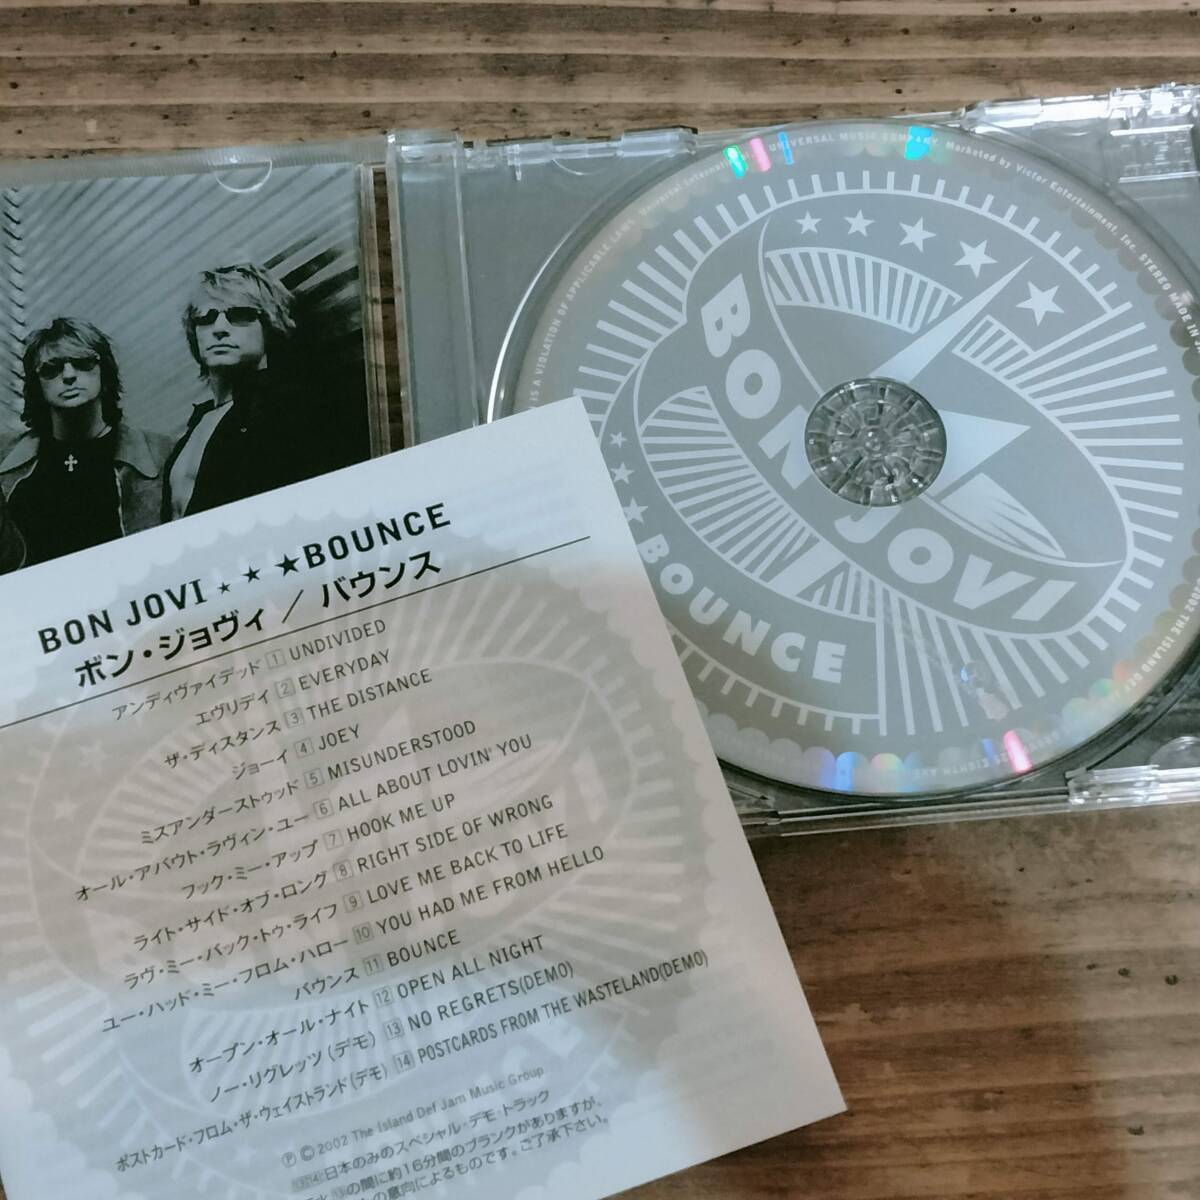 BON JOVI ★ ★ ★BOUNCE
ボン・ジョヴィ / バウンス
アンディヴァイデッド 1 UNDIVIDED
エヴリデイ 2 EVERYDAY
ザ・ディスタンス 3 THE DISTANCE
ジョーイ 4 JOEY
ミスアンダーストゥッド 5 MISUNDERSTOOD
オール・アバウト・ラヴィン・ユー 6 ALL ABOUT LOVIN' YOU
フック・ミー・アップ 7 HOOK ME UP
ライト・サイド・オブ・ロング 8 RIGHT SIDE OF WRONG
ラヴ・ミー・バック・トゥ・ライフ 9 LOVE ME BACK TO LIFE
ユー・ハッド・ミー・フロム・ハロー 10 YOU HAD ME FROM HELLO
バウンス 11 BOUNCE
オープン・オール・ナイト 12 OPEN ALL NIGHT
ノー・リグレッツ (デモ) 13 NO REGRETS(DEMO)
ポストカード・フロム・ザ・ウェイストランド(デモ) 14 POSTCARDS FROM THE WASTELAND(DEMO)
Ⓟ © 2002 The Island Def Jam Music Group
13 14 日本のみのスペシャル・デモ・トラック
の間に約16分間のブランクがありますが、
の意向によるものです。ご了承下さい。
BON JOVI
BOUNCE
IS A VIOLATION OF APPLICABLE LAWS. Universal International UNIVERSAL MUSIC COMPANY. Marketed by Victor Entertainment, Inc. STEREO MADE IN
THE ISLAND DEF
EIGHTH AVE